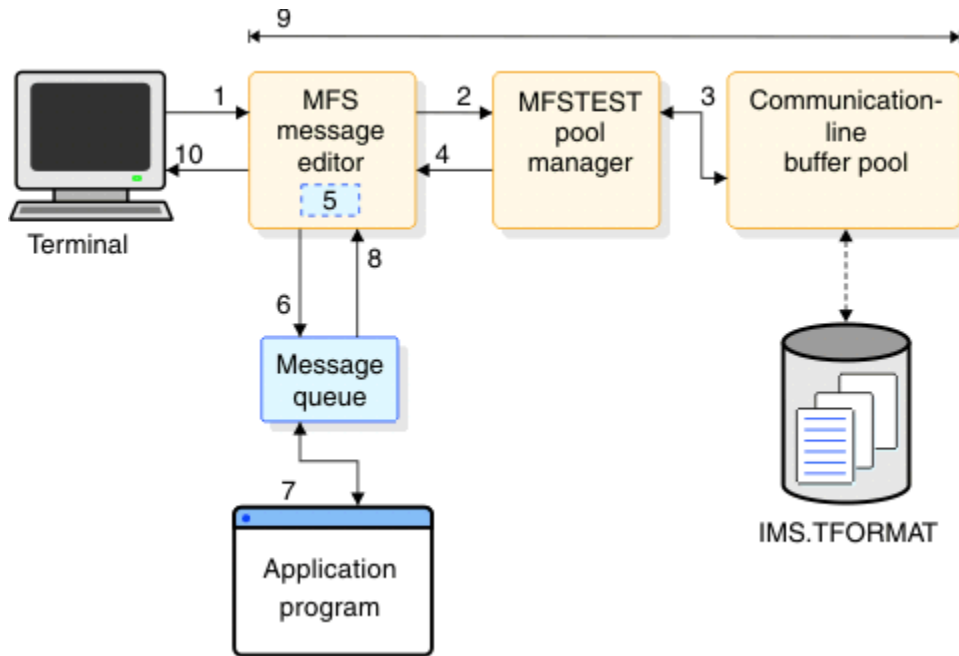 9
1
MFS
message
editor
2
MFSTEST
pool
manager
3
Communication-
line
buffer pool
10
4
5
Terminal
6
8
Message
queue
7
Application
program
IMS.TFORMAT